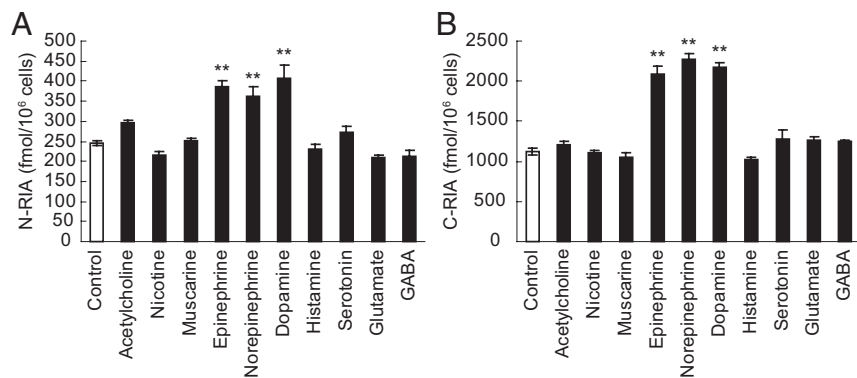 A
N-RIA (fmol/10⁶ cells)
500
450
400
350
300
250
200
150
100
50
0
** ** **
Control
Acetylcholine
Nicotine
Muscarine
Epinephrine
Norepinephrine
Dopamine
Histamine
Serotonin
Glutamate
GABA
B
C-RIA (fmol/10⁶ cells)
2500
2000
1500
1000
500
0
** ** **
Control
Acetylcholine
Nicotine
Muscarine
Epinephrine
Norepinephrine
Dopamine
Histamine
Serotonin
Glutamate
GABA